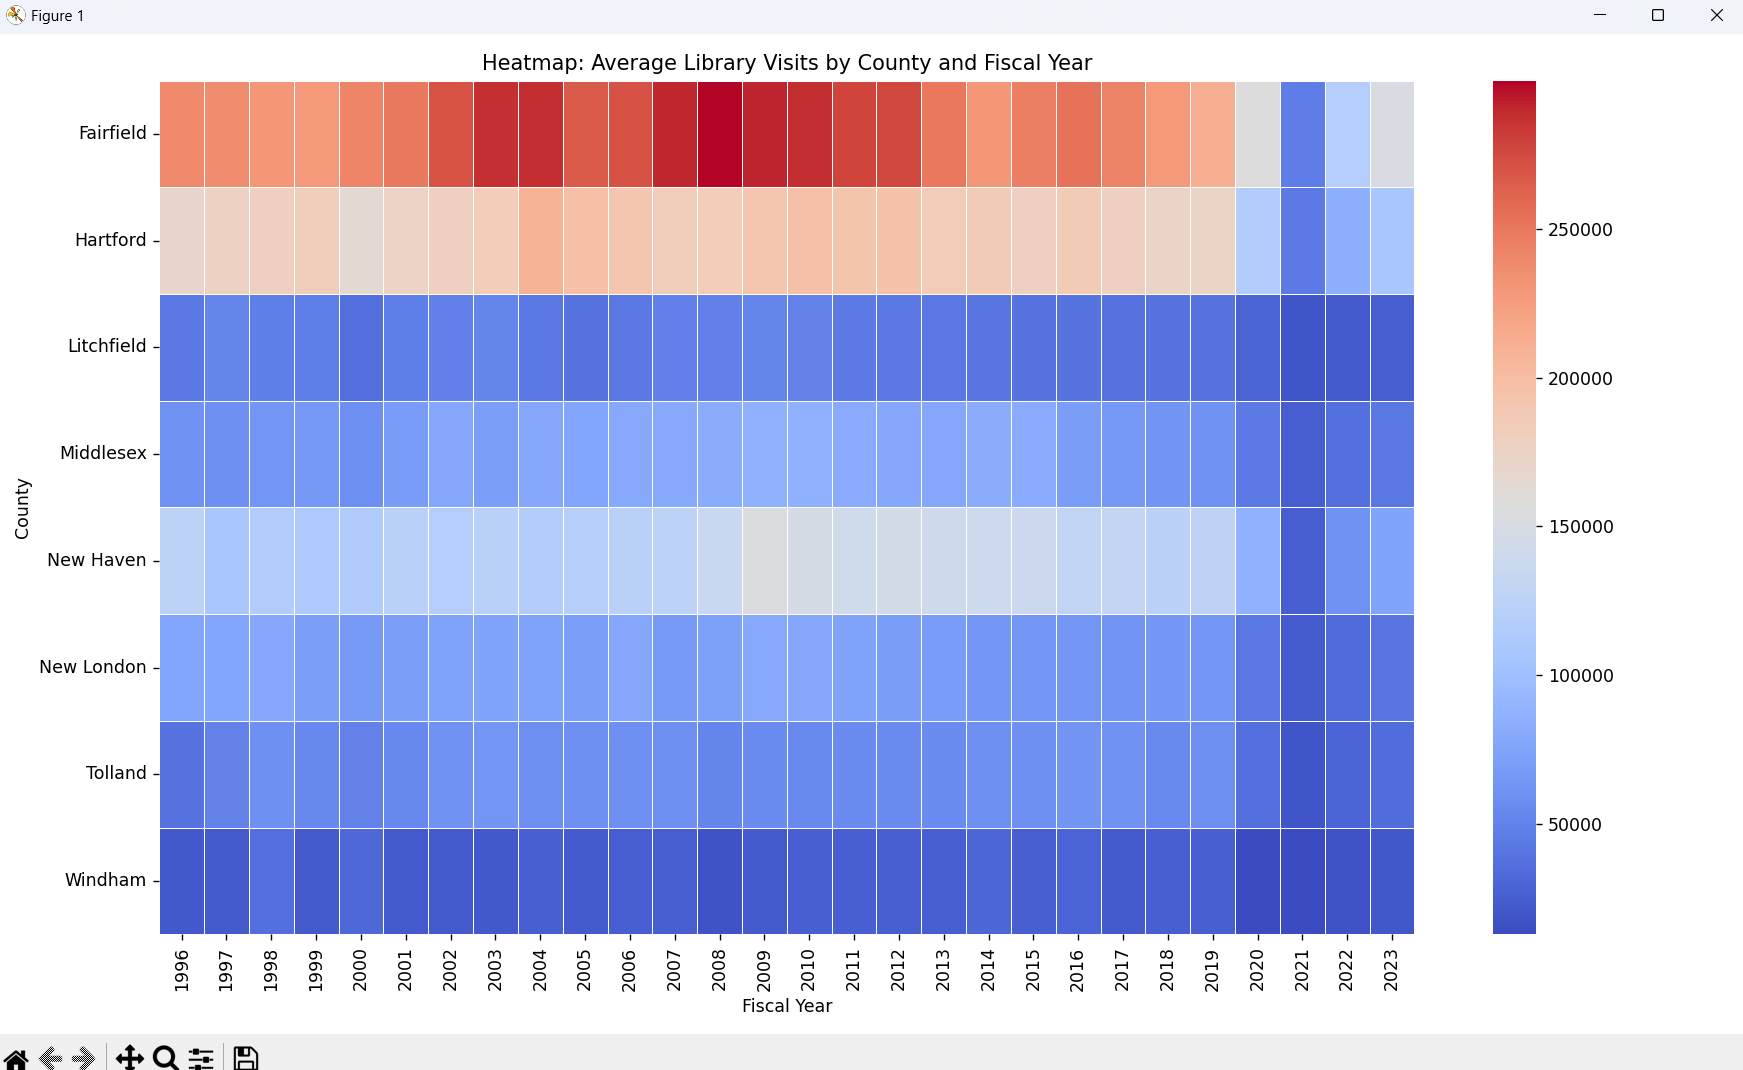 Figure 1
Heatmap: Average Library Visits by County and Fiscal Year
County
Fairfield
Hartford
Litchfield
Middlesex
New Haven
New London
Tolland
Windham
1996 1997 1998 1999 2000 2001 2002 2003 2004 2005 2006 2007 2008 2009 2010 2011 2012 2013 2014 2015 2016 2017 2018 2019 2020 2021 2022 2023
Fiscal Year
250000
200000
150000
100000
50000